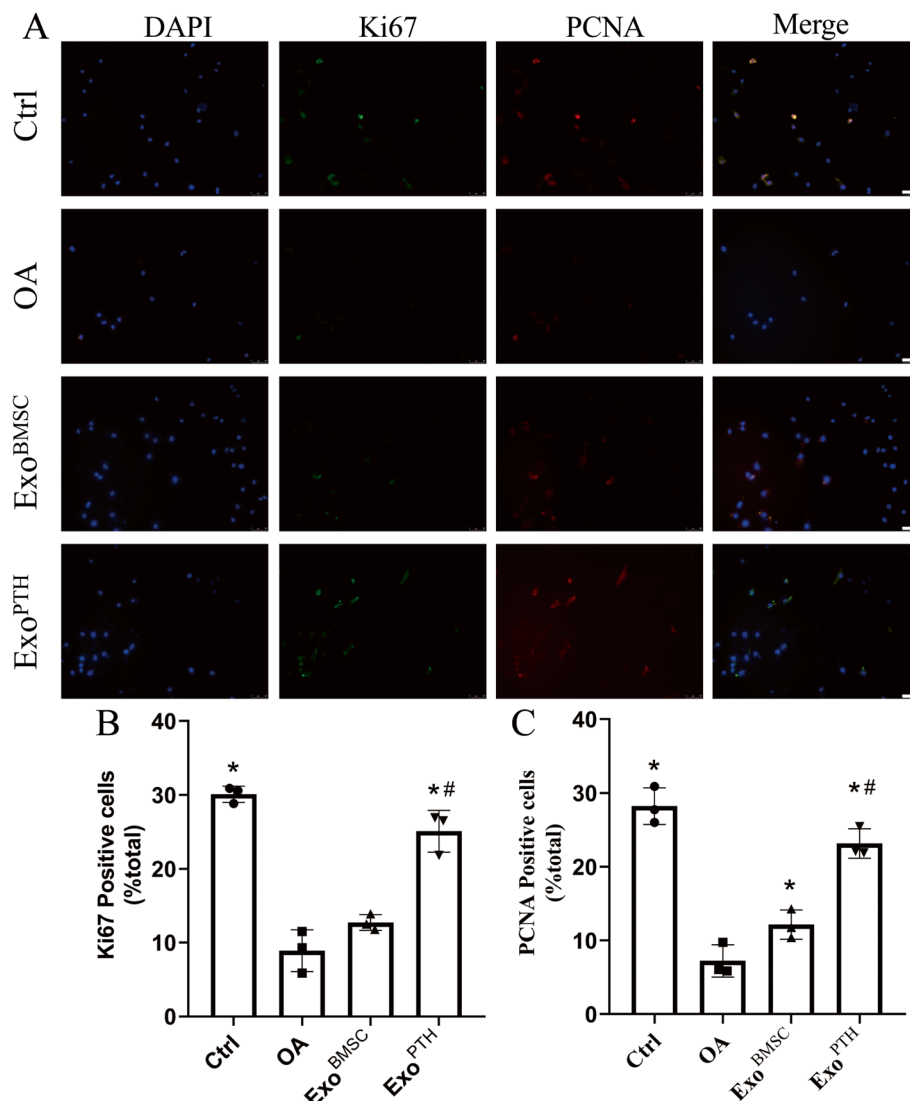 A
DAPI Ki67 PCNA Merge
Ctrl
OA
Exo^BMSC
Exo^PTH
B
Ki67 Positive cells
(%total)
40
30
20
10
0
*
* #
Ctrl
OA
Exo^BMSC
Exo^PTH
C
PCNA Positive cells
(%total)
40
30
20
10
0
*
*
* #
Ctrl
OA
Exo^BMSC
Exo^PTH